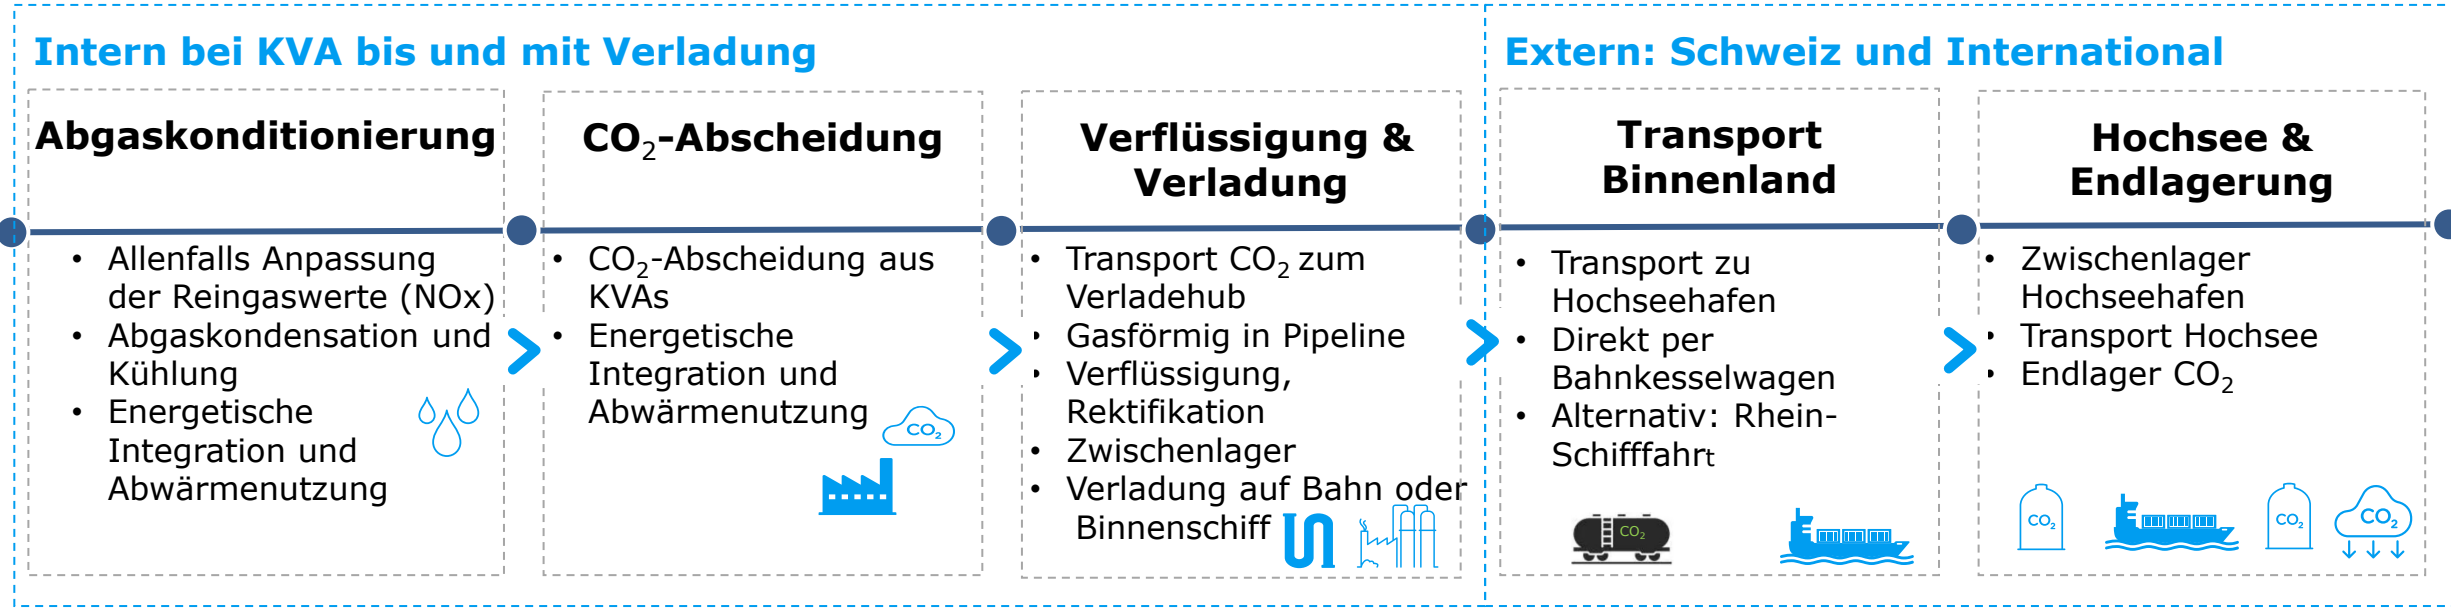 Intern bei KVA bis und mit Verladung
Extern: Schweiz und International
Abgaskonditionierung
• Allenfalls Anpassung
der Reingaswerte (NOx)
• Abgaskondensation und
Kühlung
• Energetische
Integration und
Abwärmenutzung
CO₂-Abscheidung
• CO₂-Abscheidung aus
KVAs
• Energetische
Integration und
Abwärmenutzung
CO₂
Verflüssigung &
Verladung
• Transport CO₂ zum
Verladehub
• Gasförmig in Pipeline
• Verflüssigung,
Rektifikation
• Zwischenlager
• Verladung auf Bahn oder
Binnenschiff
Transport
Binnenland
• Transport zu
Hochseehafen
• Direkt per
Bahnkesselwagen
• Alternativ: Rhein-
Schifffahrt
CO₂
Hochsee &
Endlagerung
• Zwischenlager
Hochseehafen
• Transport Hochsee
• Endlager CO₂
CO₂
CO₂
CO₂